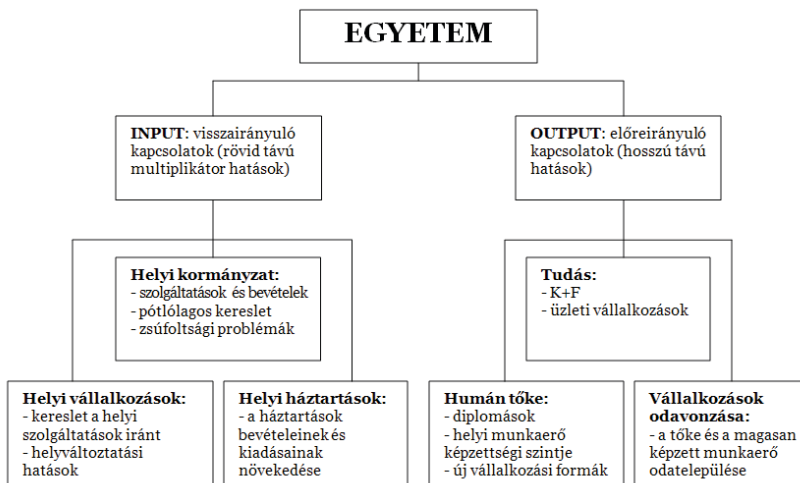 EGYETEM
INPUT: visszairányuló
kapcsolatok (rövid távú
multiplikátor hatások)
OUTPUT: előreirányuló
kapcsolatok (hosszú távú
hatások)
Helyi kormányzat:
- szolgáltatások és bevételek
- pótlólagos kereslet
- zsúfoltsági problémák
Tudás:
- K+F
- üzleti vállalkozások
Helyi vállalkozások:
- kereslet a helyi
szolgáltatások iránt
- helyváltoztatási
hatások
Helyi háztartások:
- a háztartások
bevételeinek és
kiadásainak
növekedése
Humán tőke:
- diplomások
- helyi munkaerő
képzettségi szintje
- új vállalkozási formák
Vállalkozások
odavonzása:
- a tőke és a magasan
képzett munkaerő
odatelepülése